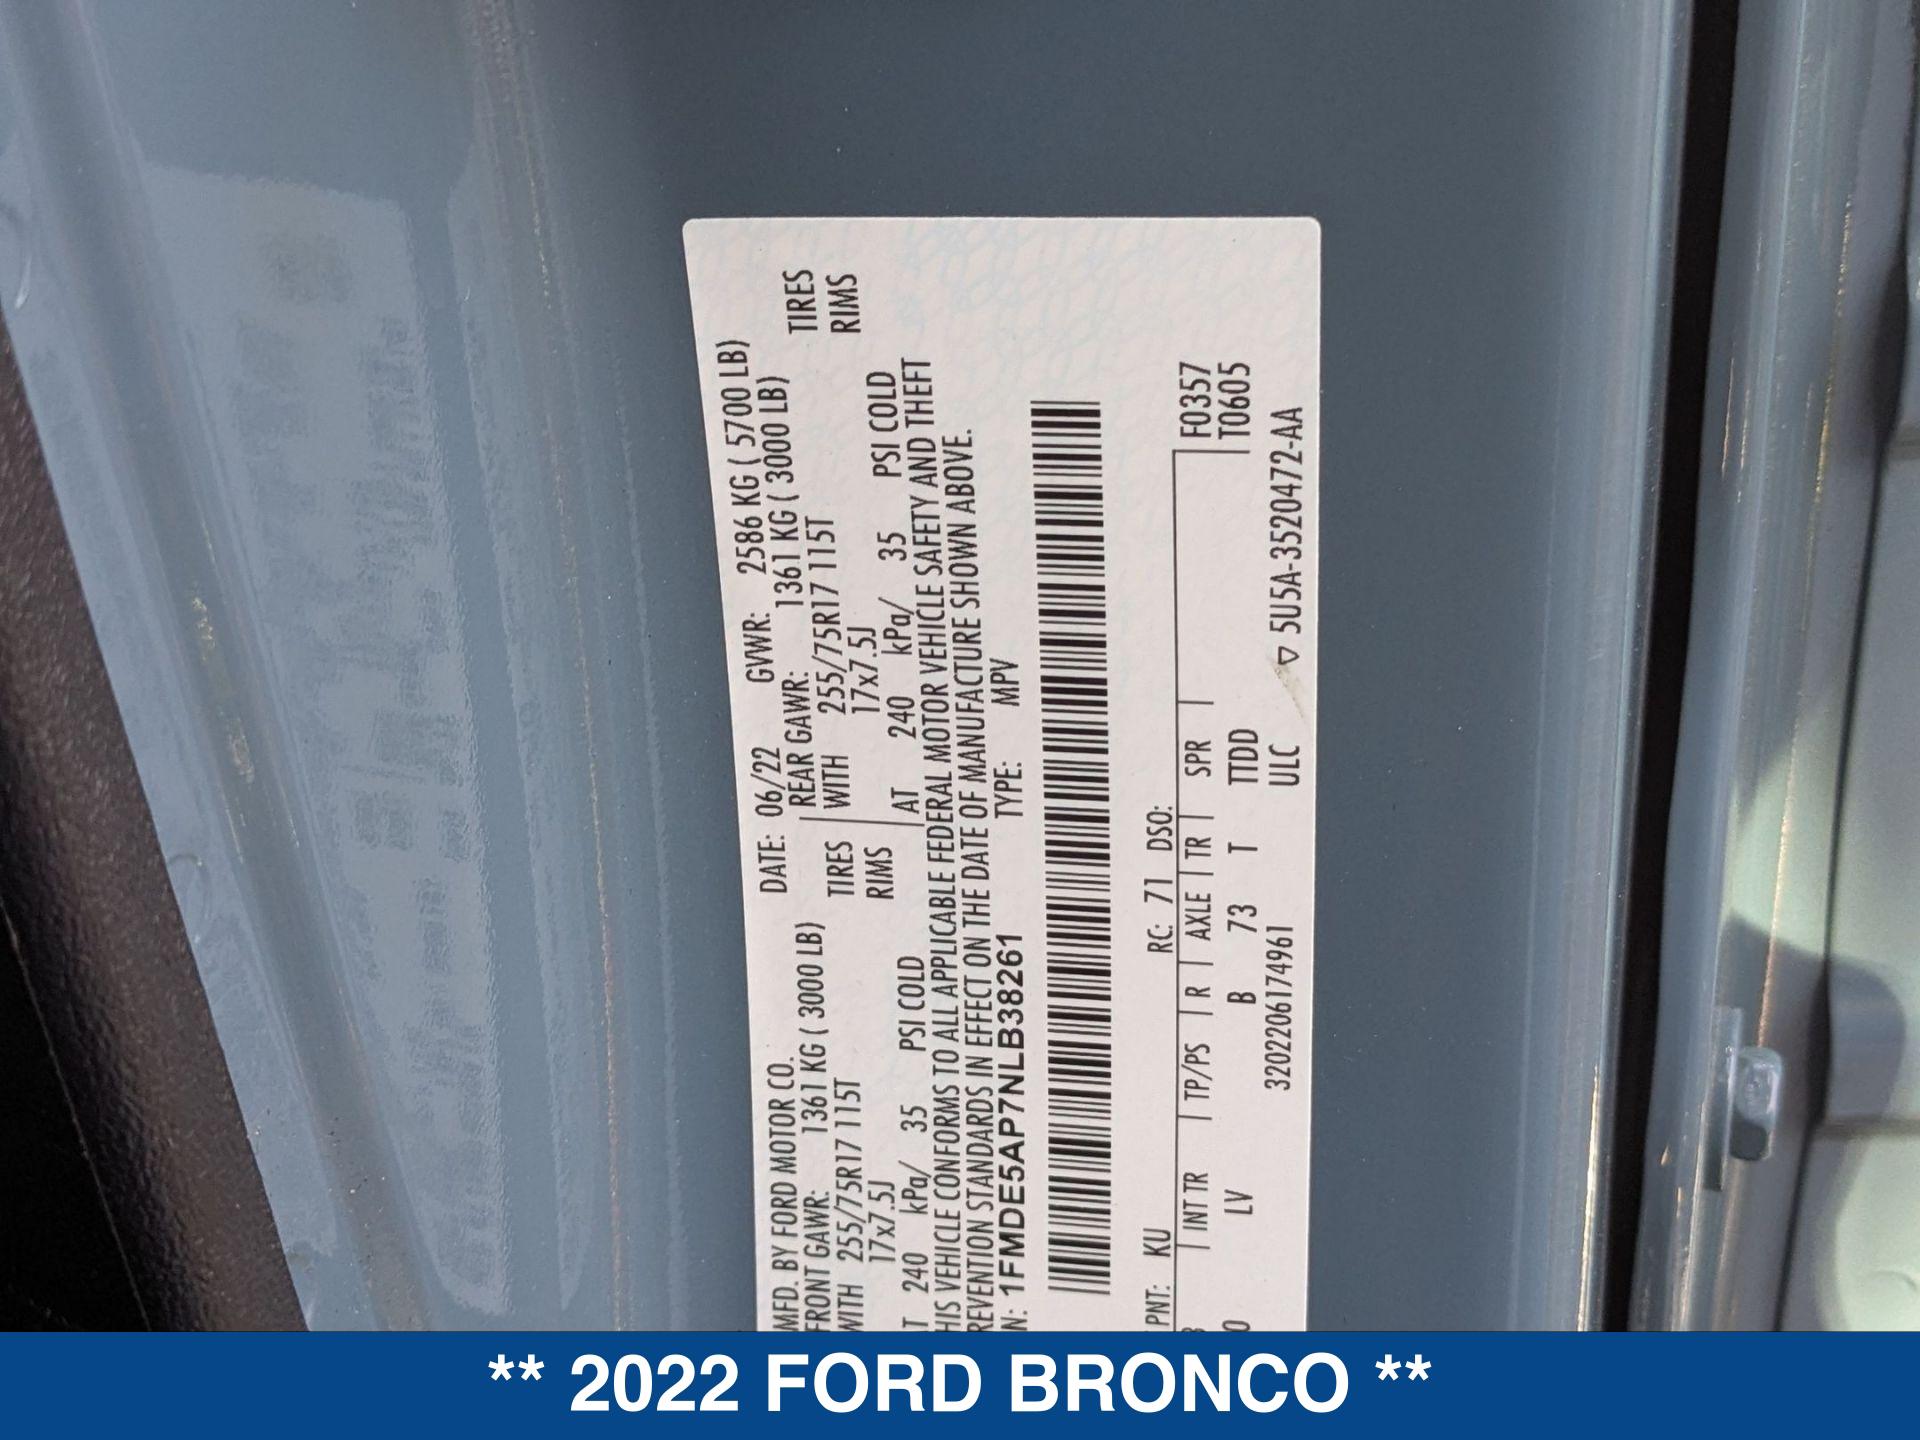 MFD. BY FORD MOTOR CO. DATE: 06/22 GVWR: 2586 KG ( 5700 LB)
FRONT GAWR: 1361 KG ( 3000 LB) REAR GAWR: 1361 KG ( 3000 LB)
WITH 255/75R17 115T TIRES WITH 255/75R17 115T TIRES
17x7.5J RIMS 17x7.5J RIMS
AT 240 kPa/ 35 PSI COLD AT 240 kPa/ 35 PSI COLD
HIS VEHICLE CONFORMS TO ALL APPLICABLE FEDERAL MOTOR VEHICLE SAFETY AND THEFT
REVENTION STANDARDS IN EFFECT ON THE DATE OF MANUFACTURE SHOWN ABOVE.
N: 1FMDE5AP7NLB38261 TYPE: MPV
PNT: KU RC: 71 DSO:
INT TR TP/PS R AXLE TR SPR F0357
0 LV B 73 T TTDD T0605
3202206174961 ULC ▽ 5U5A-3520472-AA
** 2022 FORD BRONCO **